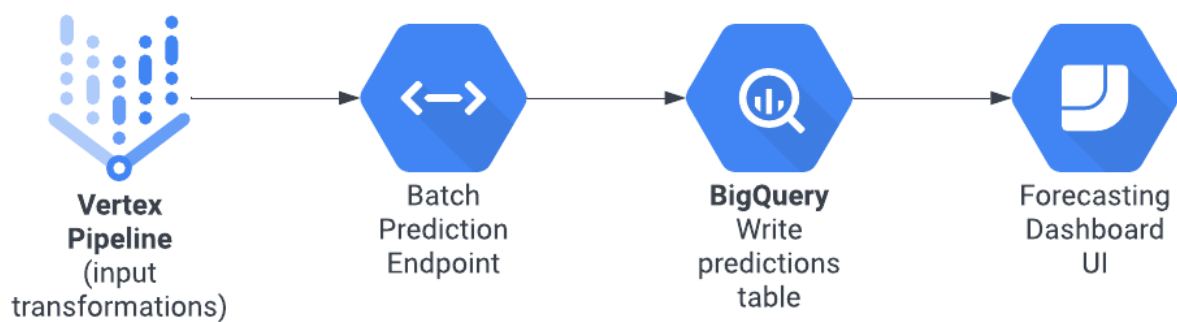 Vertex
Pipeline
(input
transformations)
Batch
Prediction
Endpoint
BigQuery
Write
predictions
table
Forecasting
Dashboard
UI